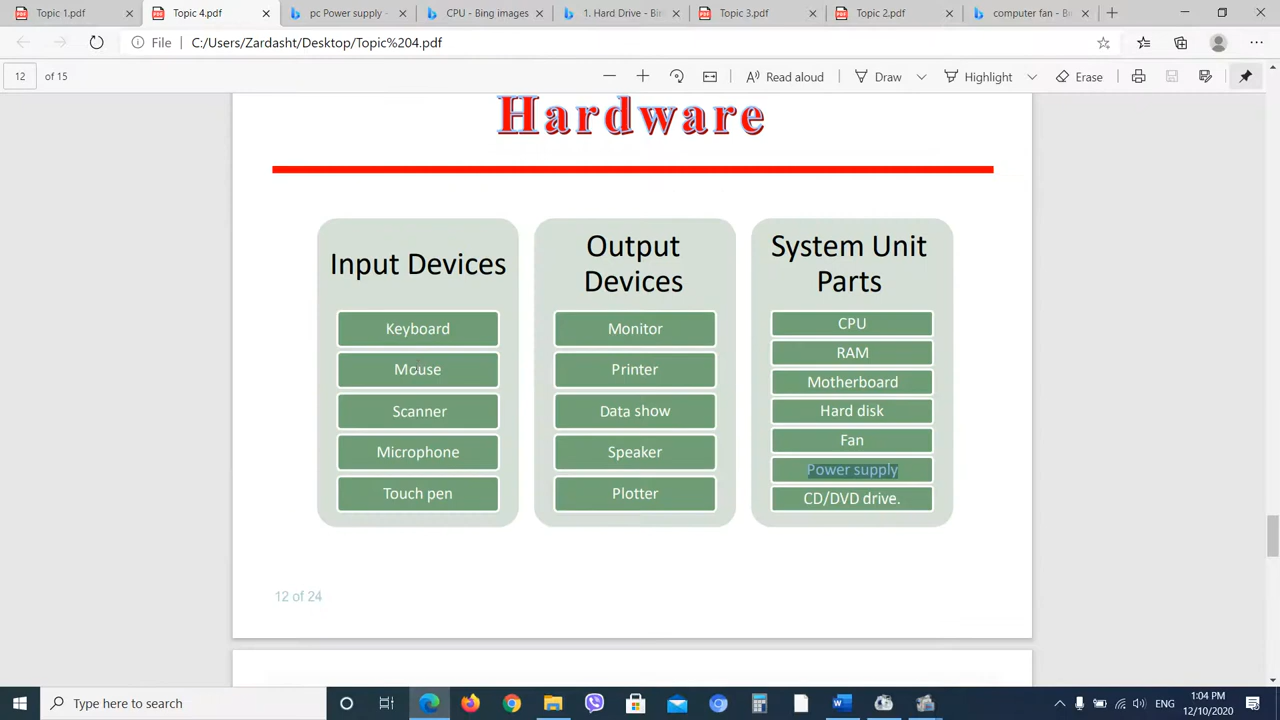 Topic 1.pdf
Topic 4.pdf
pc Power supply -
CPU - Bing images
1. Hard Drive - Bin
Topic 3.pdf
Topic 2.pdf
computer fan - B
File
C:/Users/Zardasht/Desktop/Topic%204.pdf
12 of 15
Read aloud
Draw
Highlight
Erase
Hardware
Input Devices
Keyboard
Mouse
Scanner
Microphone
Touch pen
Output
Devices
Monitor
Printer
Data show
Speaker
Plotter
System Unit
Parts
CPU
RAM
Motherboard
Hard disk
Fan
Power supply
CD/DVD drive.
12 of 24
Type here to search
1:04 PM
12/10/2020